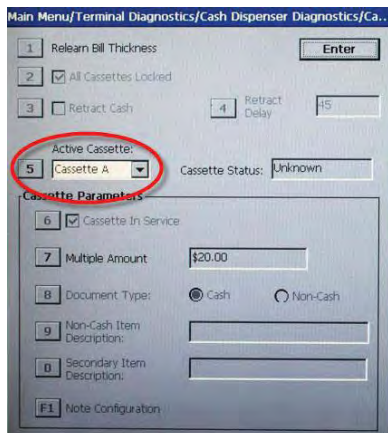 Main Menu/Terminal Diagnostics/Cash Dispenser Diagnostics/Ca..
1 Relearn Bill Thickness Enter
2 All Cassettes Locked
3 Retract Cash 4 Retract Delay 45
Active Cassette:
5 Cassette A Cassette Status: Unknown
Cassette Parameters
6 Cassette In Service
7 Multiple Amount $20.00
8 Document Type: Cash Non-Cash
9 Non-Cash Item Description:
0 Secondary Item Description:
F1 Note Configuration